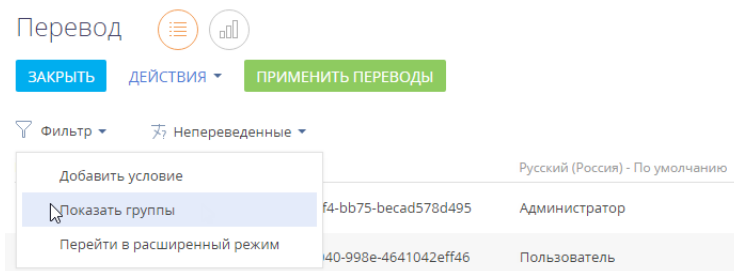 Перевод
ЗАКРЫТЬ ДЕЙСТВИЯ ПРИМЕНИТЬ ПЕРЕВОДЫ
Фильтр Непереведенные
Добавить условие
Русский (Россия) - По умолчанию
Показать группы
f4-bb75-becad578d495 Администратор
Перейти в расширенный режим
040-998e-4641042eff46 Пользователь